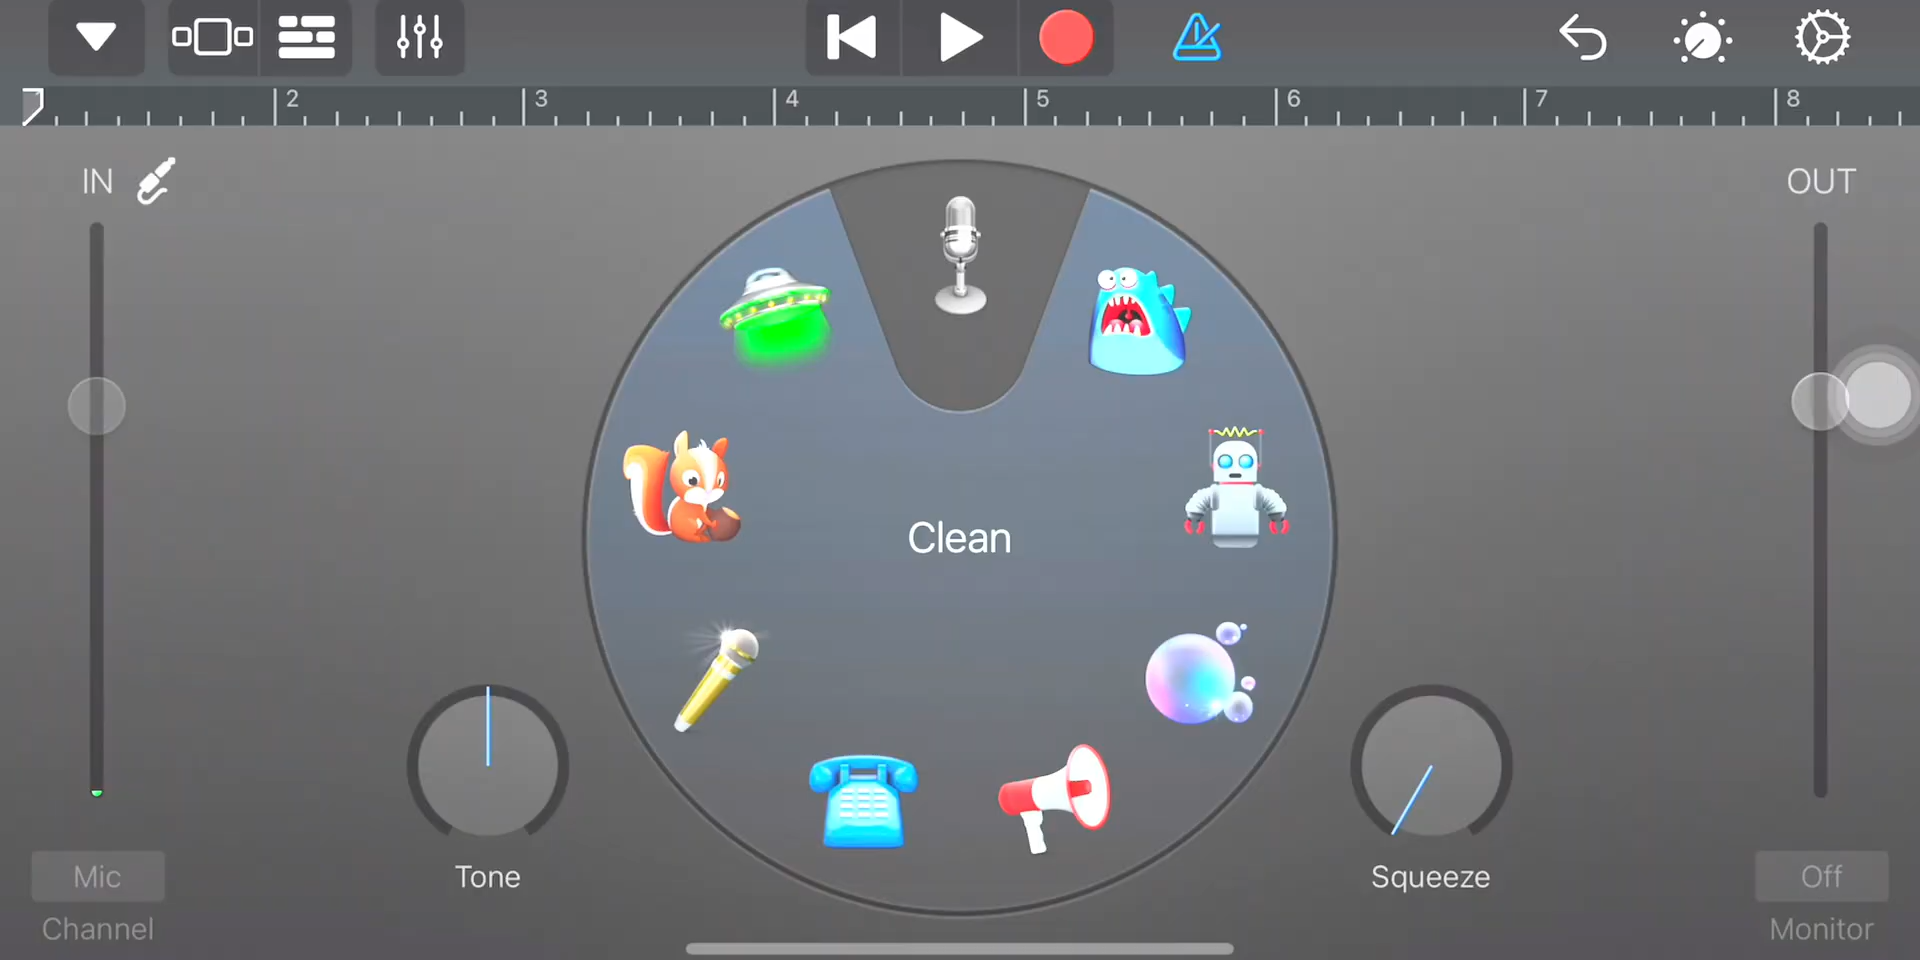 2 3 4 5 6 7 8
IN
OUT
Clean
Tone
Squeeze
Mic
Channel
Off
Monitor